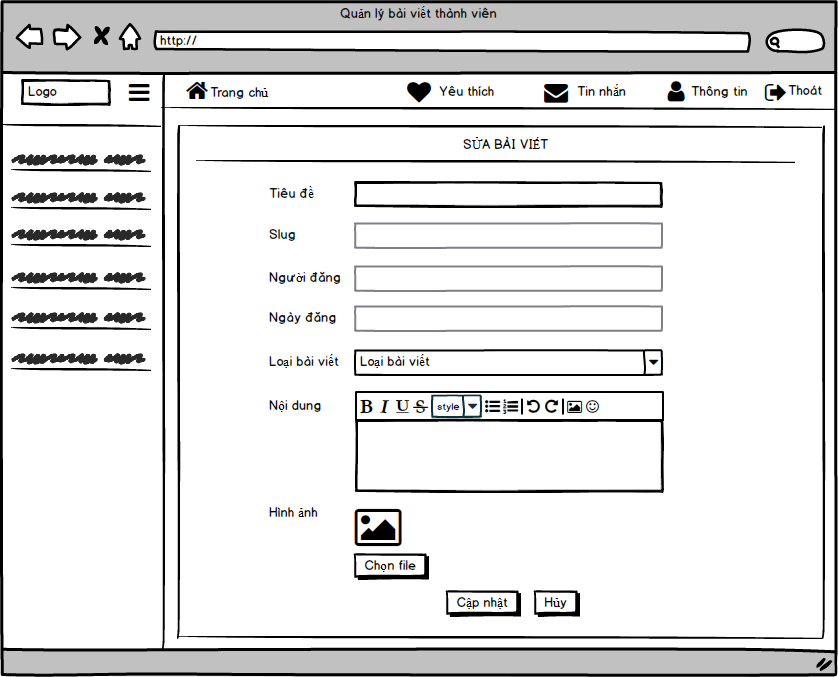 Quản lý bài viết thành viên
http://
Logo
Trang chủ
Yêu thích
Tin nhắn
Thông tin
Thoát
SỬA BÀI VIẾT
Tiêu đề
Slug
Người đăng
Ngày đăng
Loại bài viết
Loại bài viết
Nội dung
B I U S style
Hình ảnh
Chọn file
Cập nhật
Hủy